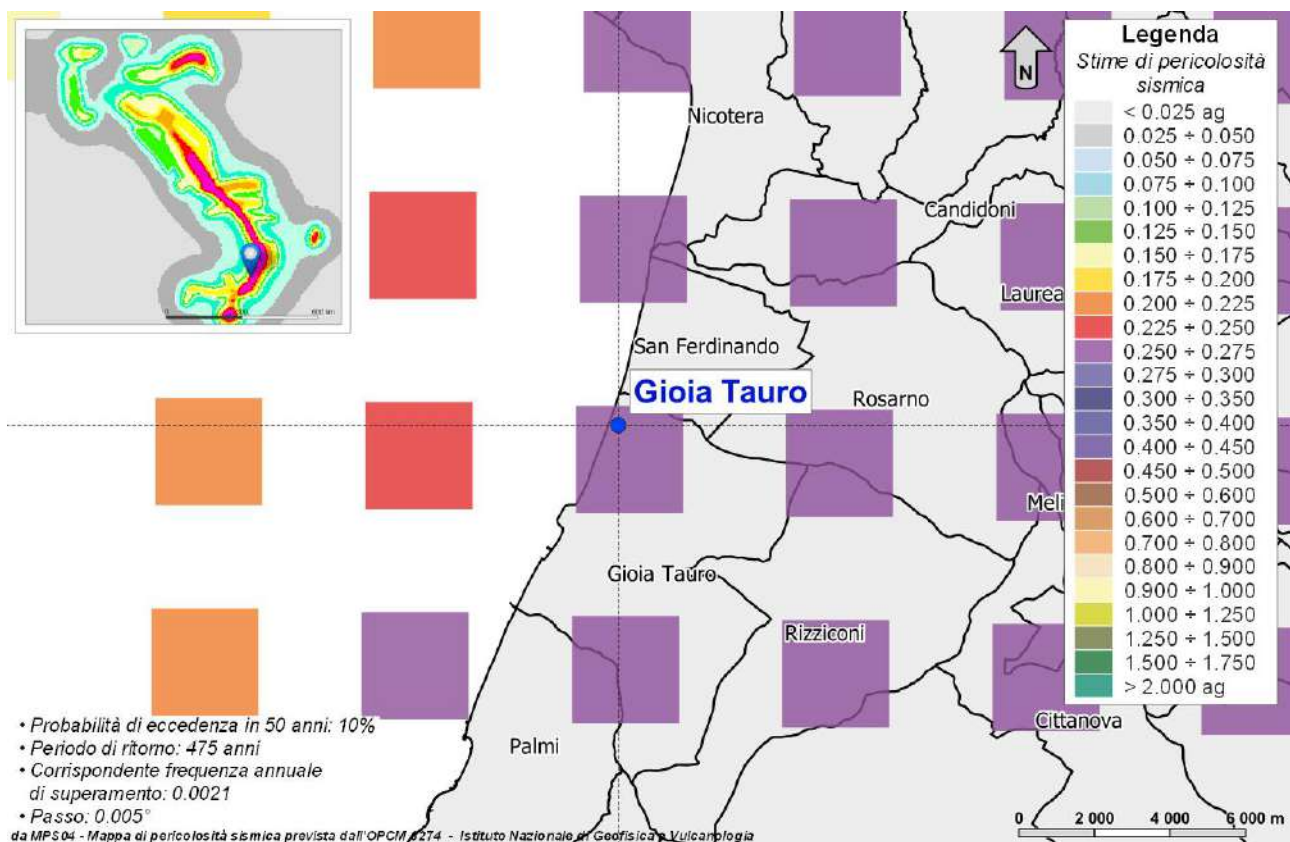 Legenda
Stime di pericolosità
sismica
< 0.025 ag
0.025 ÷ 0.050
0.050 ÷ 0.075
0.075 ÷ 0.100
0.100 ÷ 0.125
0.125 ÷ 0.150
0.150 ÷ 0.175
0.175 ÷ 0.200
0.200 ÷ 0.225
0.225 ÷ 0.250
0.250 ÷ 0.275
0.275 ÷ 0.300
0.300 ÷ 0.350
0.350 ÷ 0.400
0.400 ÷ 0.450
0.450 ÷ 0.500
0.500 ÷ 0.600
0.600 ÷ 0.700
0.700 ÷ 0.800
0.800 ÷ 0.900
0.900 ÷ 1.000
1.000 ÷ 1.250
1.250 ÷ 1.500
1.500 ÷ 1.750
> 2.000 ag
N
Nicotera
Candidoni
Laurea
San Ferdinando
Gioia Tauro
Rosarno
Meli
Gioia Tauro
Rizziconi
Cittanova
Palmi
• Probabilità di eccedenza in 50 anni: 10%
• Periodo di ritorno: 475 anni
• Corrispondente frequenza annuale
di superamento: 0.0021
• Passo: 0.005°
da MPS04 - Mappa di pericolosità sismica prevista dall'OPCM 3274 - Istituto Nazionale di Geofisica e Vulcanologia
0 2 000 4 000 6 000 m